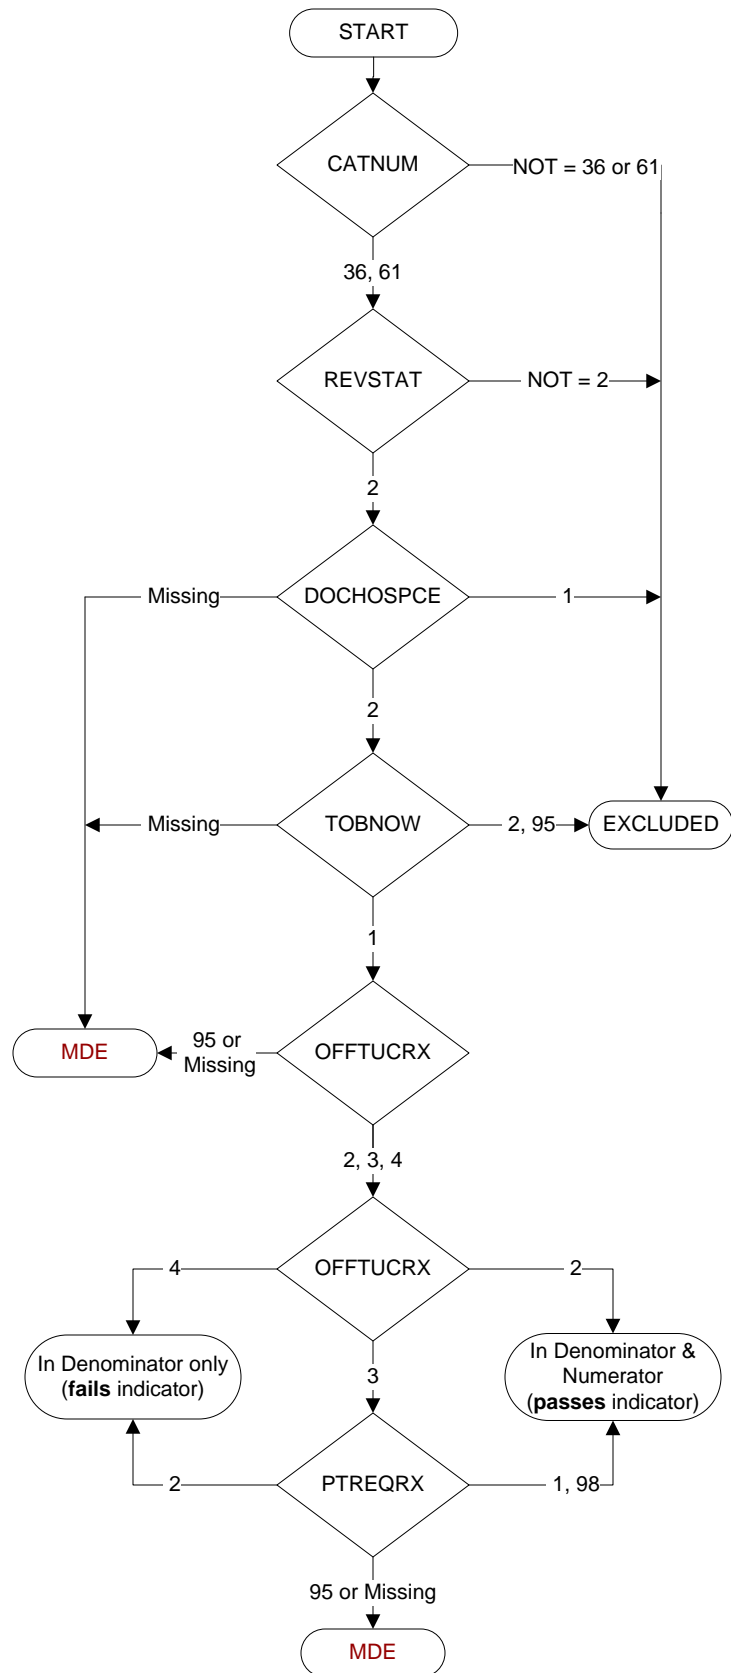 START
CATNUM
NOT = 36 or 61
36, 61
REVSTAT
NOT = 2
2
Missing
DOCHOSPCE
1
2
Missing
TOBNOW
2, 95
EXCLUDED
1
MDE
95 or
Missing
OFFTUCRX
2, 3, 4
4
OFFTUCRX
2
In Denominator only
(fails indicator)
3
In Denominator &
Numerator
(passes indicator)
2
PTREQRX
1, 98
95 or Missing
MDE